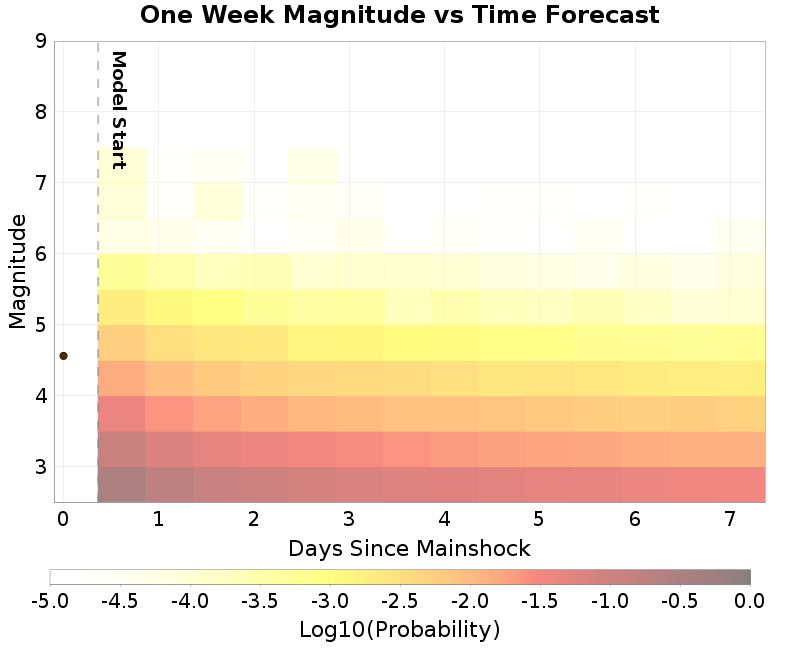 One Week Magnitude vs Time Forecast
Model Start
Magnitude
9
8
7
6
5
4
3
0 1 2 3 4 5 6 7
Days Since Mainshock
-5.0 -4.5 -4.0 -3.5 -3.0 -2.5 -2.0 -1.5 -1.0 -0.5 0.0
Log10(Probability)